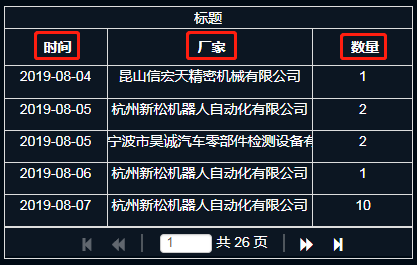 标题
时间 厂家 数量
2019-08-04 昆山信宏天精密机械有限公司 1
2019-08-05 杭州新松机器人自动化有限公司 2
2019-08-05 宁波市昊诚汽车零部件检测设备有 2
2019-08-06 杭州新松机器人自动化有限公司 1
2019-08-07 杭州新松机器人自动化有限公司 10
1 共 26 页